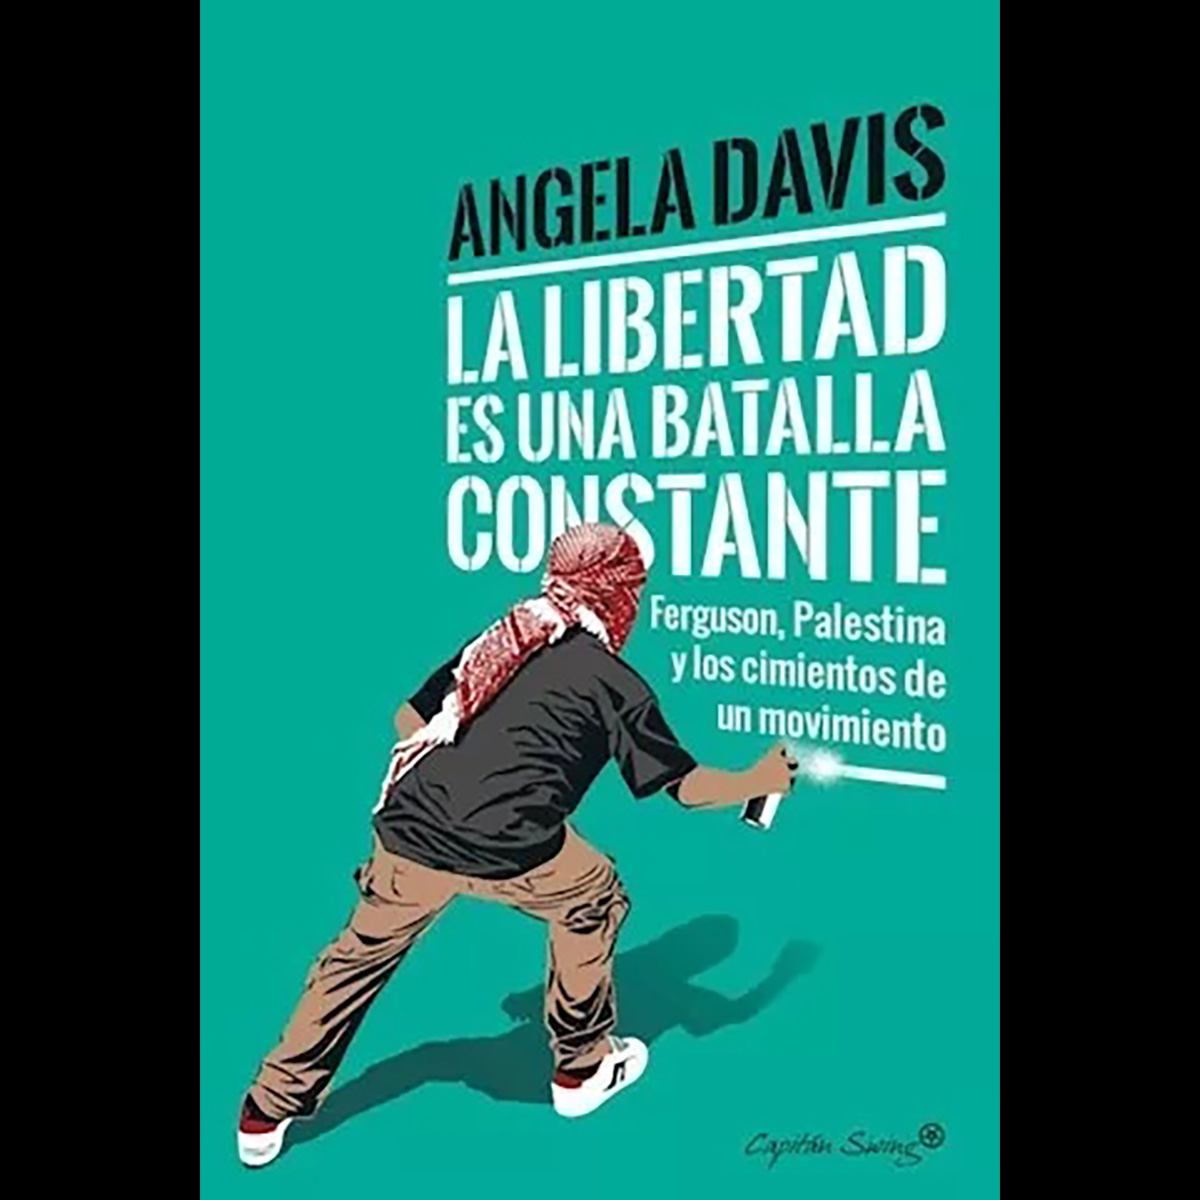 ANGELA DAVIS
LA LIBERTAD
ES UNA BATALLA
CONSTANTE
Ferguson, Palestina
y los cimientos de
un movimiento
Capitán Swing